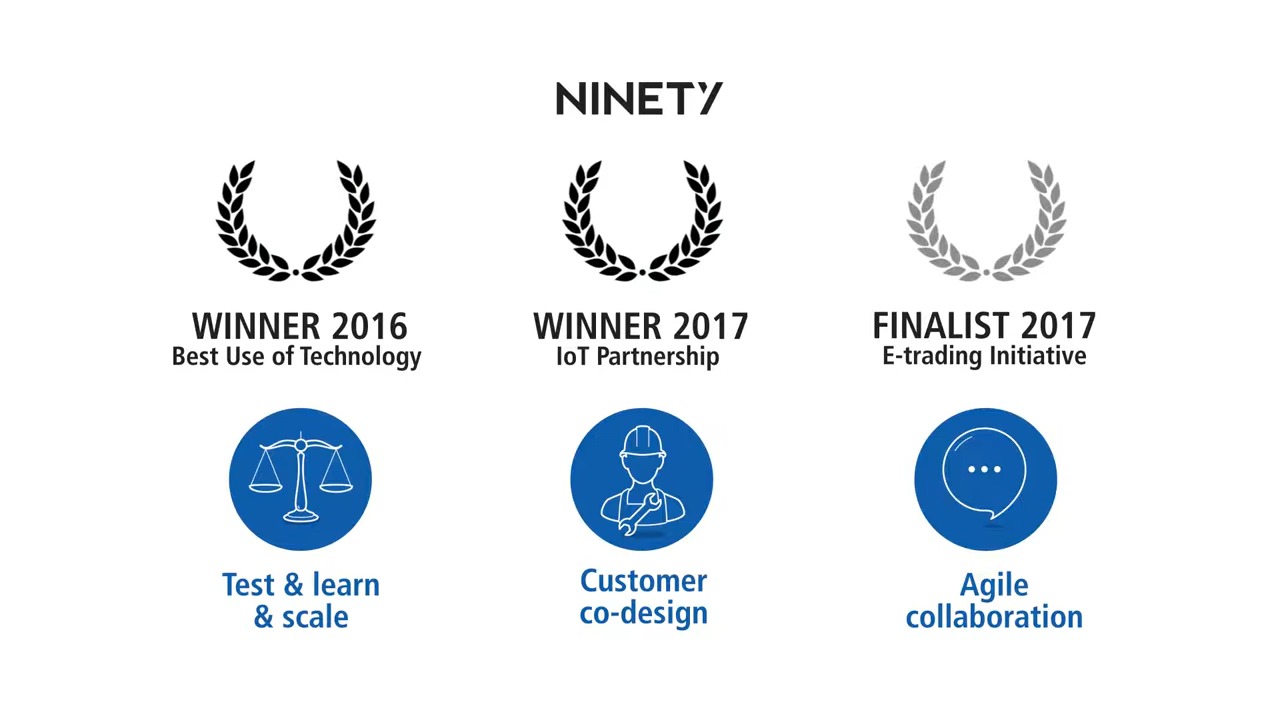 NINETY
WINNER 2016
Best Use of Technology
WINNER 2017
IoT Partnership
FINALIST 2017
E-trading Initiative
Test & learn
& scale
Customer
co-design
Agile
collaboration